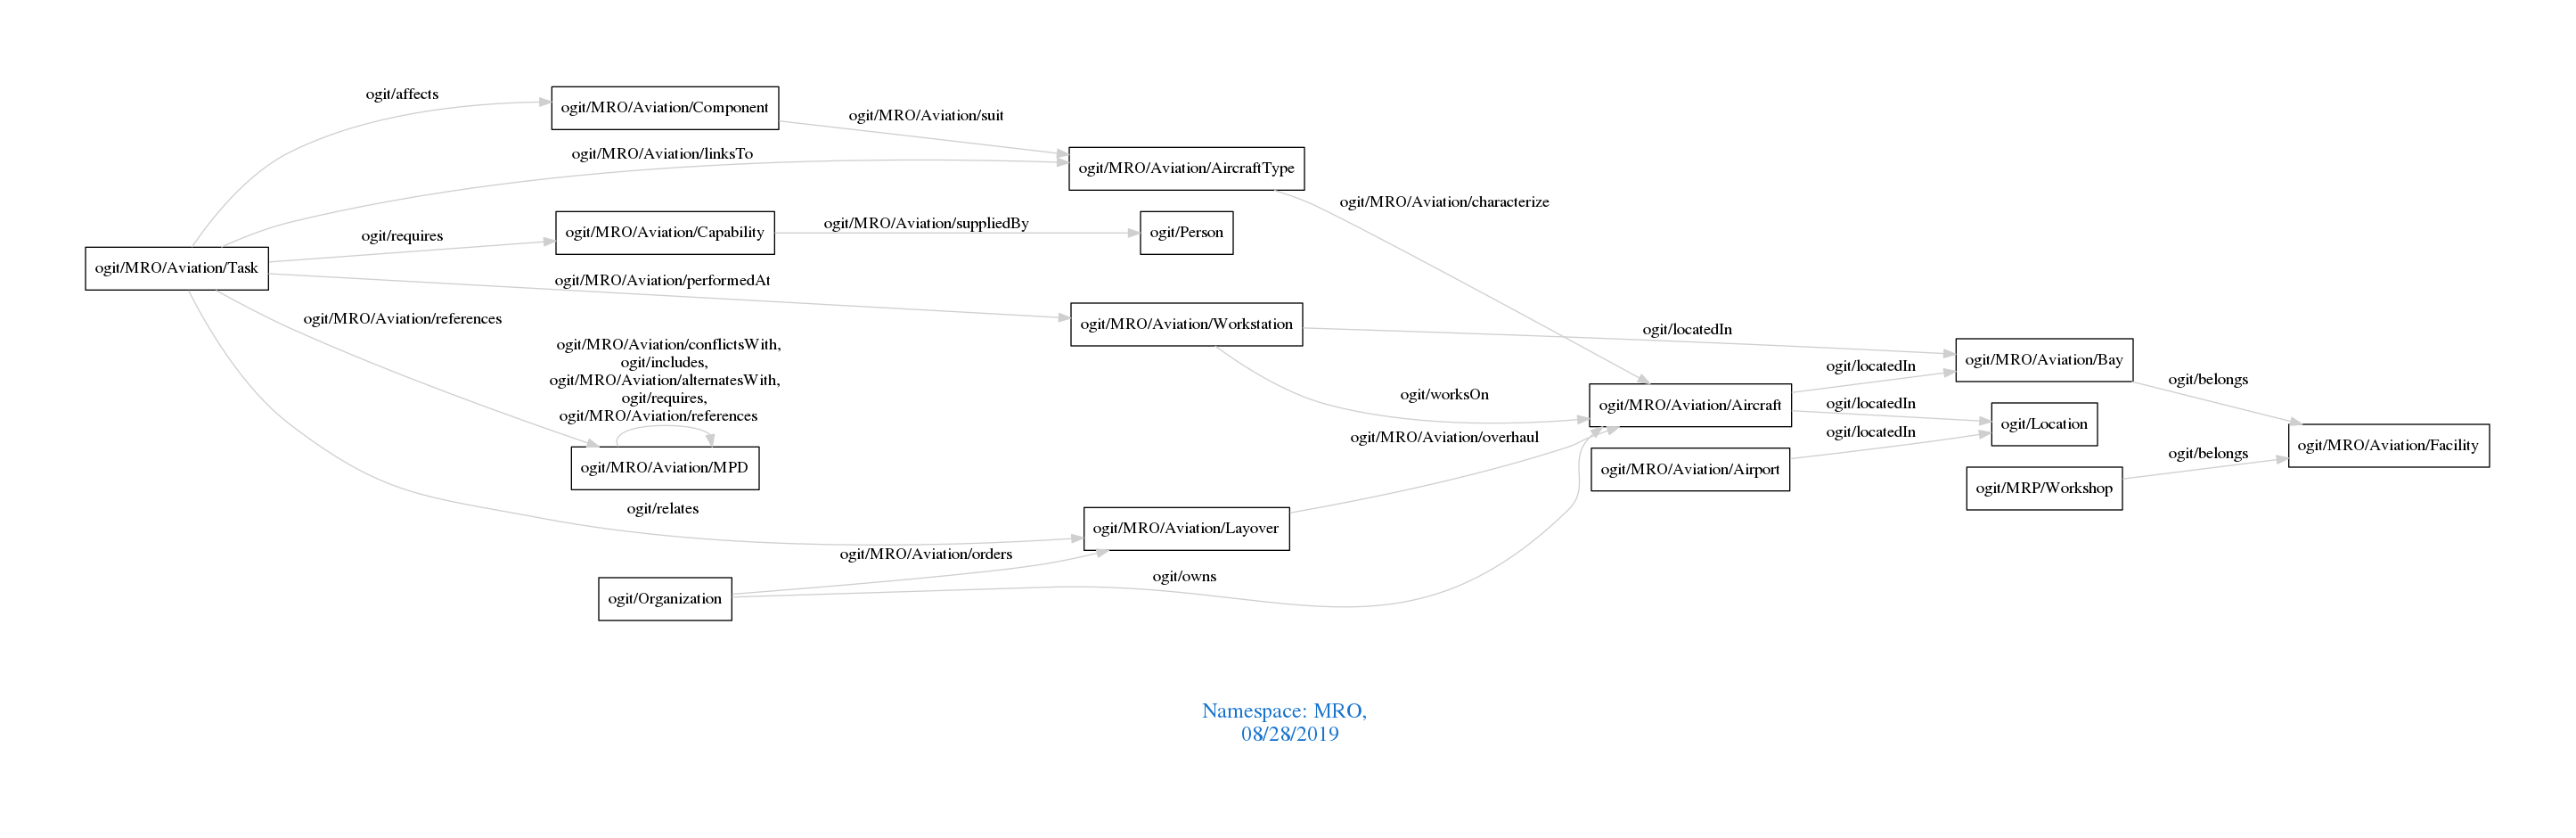 ogit/affects
ogit/MRO/Aviation/Component
ogit/MRO/Aviation/suit
ogit/MRO/Aviation/linksTo
ogit/MRO/Aviation/AircraftType
ogit/MRO/Aviation/characterize
ogit/requires
ogit/MRO/Aviation/Capability
ogit/MRO/Aviation/suppliedBy
ogit/Person
ogit/MRO/Aviation/Task
ogit/MRO/Aviation/performedAt
ogit/MRO/Aviation/references
ogit/MRO/Aviation/Workstation
ogit/locatedIn
ogit/MRO/Aviation/conflictsWith,
ogit/includes,
ogit/MRO/Aviation/alternatesWith,
ogit/requires,
ogit/MRO/Aviation/references
ogit/MRO/Aviation/MPD
ogit/worksOn
ogit/MRO/Aviation/overhaul
ogit/MRO/Aviation/Aircraft
ogit/locatedIn
ogit/MRO/Aviation/Bay
ogit/belongs
ogit/locatedIn
ogit/Location
ogit/locatedIn
ogit/MRO/Aviation/Airport
ogit/MRO/Aviation/Facility
ogit/belongs
ogit/MRP/Workshop
ogit/relates
ogit/MRO/Aviation/Layover
ogit/MRO/Aviation/orders
ogit/owns
ogit/Organization
Namespace: MRO,
08/28/2019